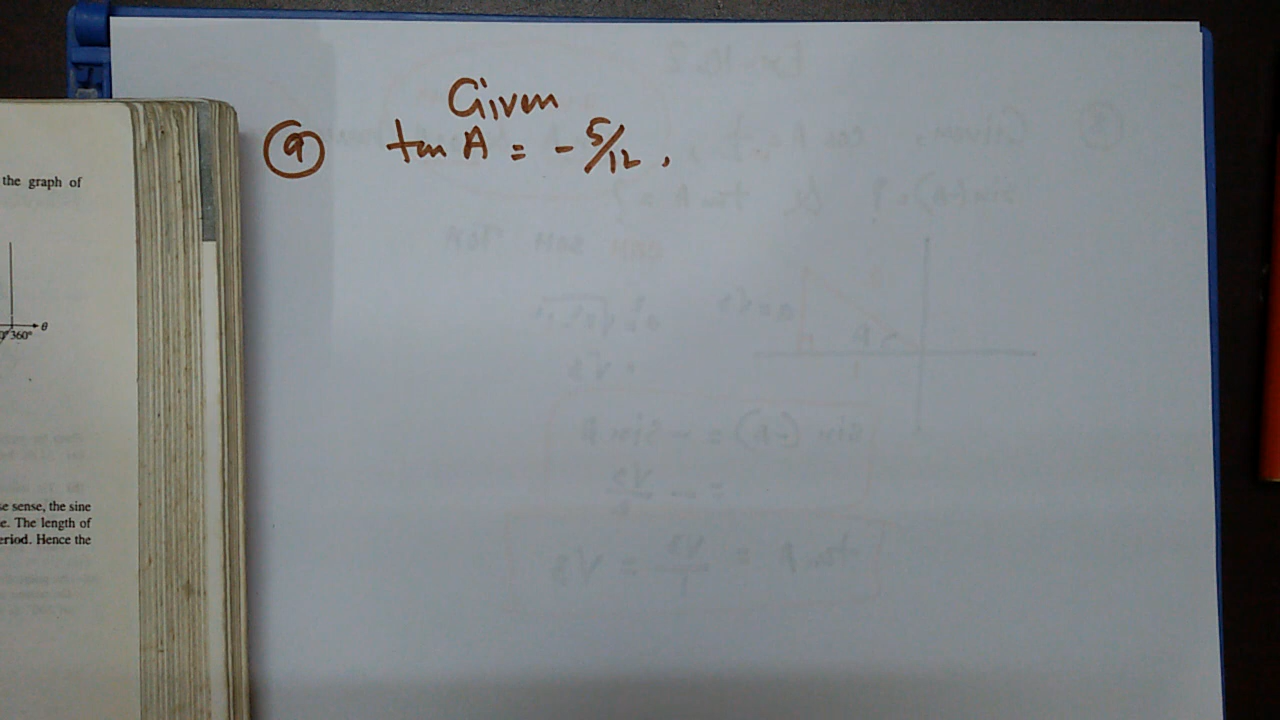 the graph of
θ
360°
e sense, the sine
e. The length of
eriod. Hence the
Given
9 tan A = - 5/12 .